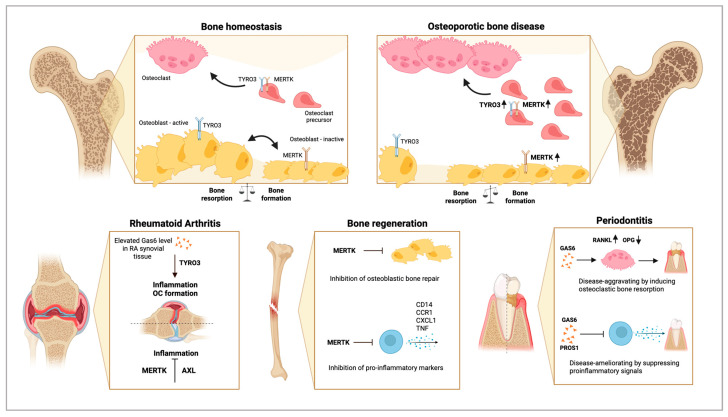 Bone homeostasis
Osteoclast
TYRO3
MERTK
Osteoclast
precursor
Osteoblast - active
TYRO3
Osteoblast - inactive
MERTK
Bone
resorption
Bone
formation
Osteoporotic bone disease
TYRO3
MERTK
TYRO3
MERTK
Bone
resorption
Bone
formation
Rheumatoid Arthritis
Elevated Gas6 level
in RA synovial
tissue
TYRO3
Inflammation
OC formation
Inflammation
MERTK
AXL
Bone regeneration
MERTK
Inhibition of osteoblastic bone repair
CD14
CCR1
CXCL1
TNF
MERTK
Inhibition of pro-inflammatory markers
Periodontitis
RANKL
OPG
GAS6
Disease-aggravating by inducing
osteoclastic bone resorption
GAS6
PROS1
Disease-ameliorating by suppressing
proinflammatory signals